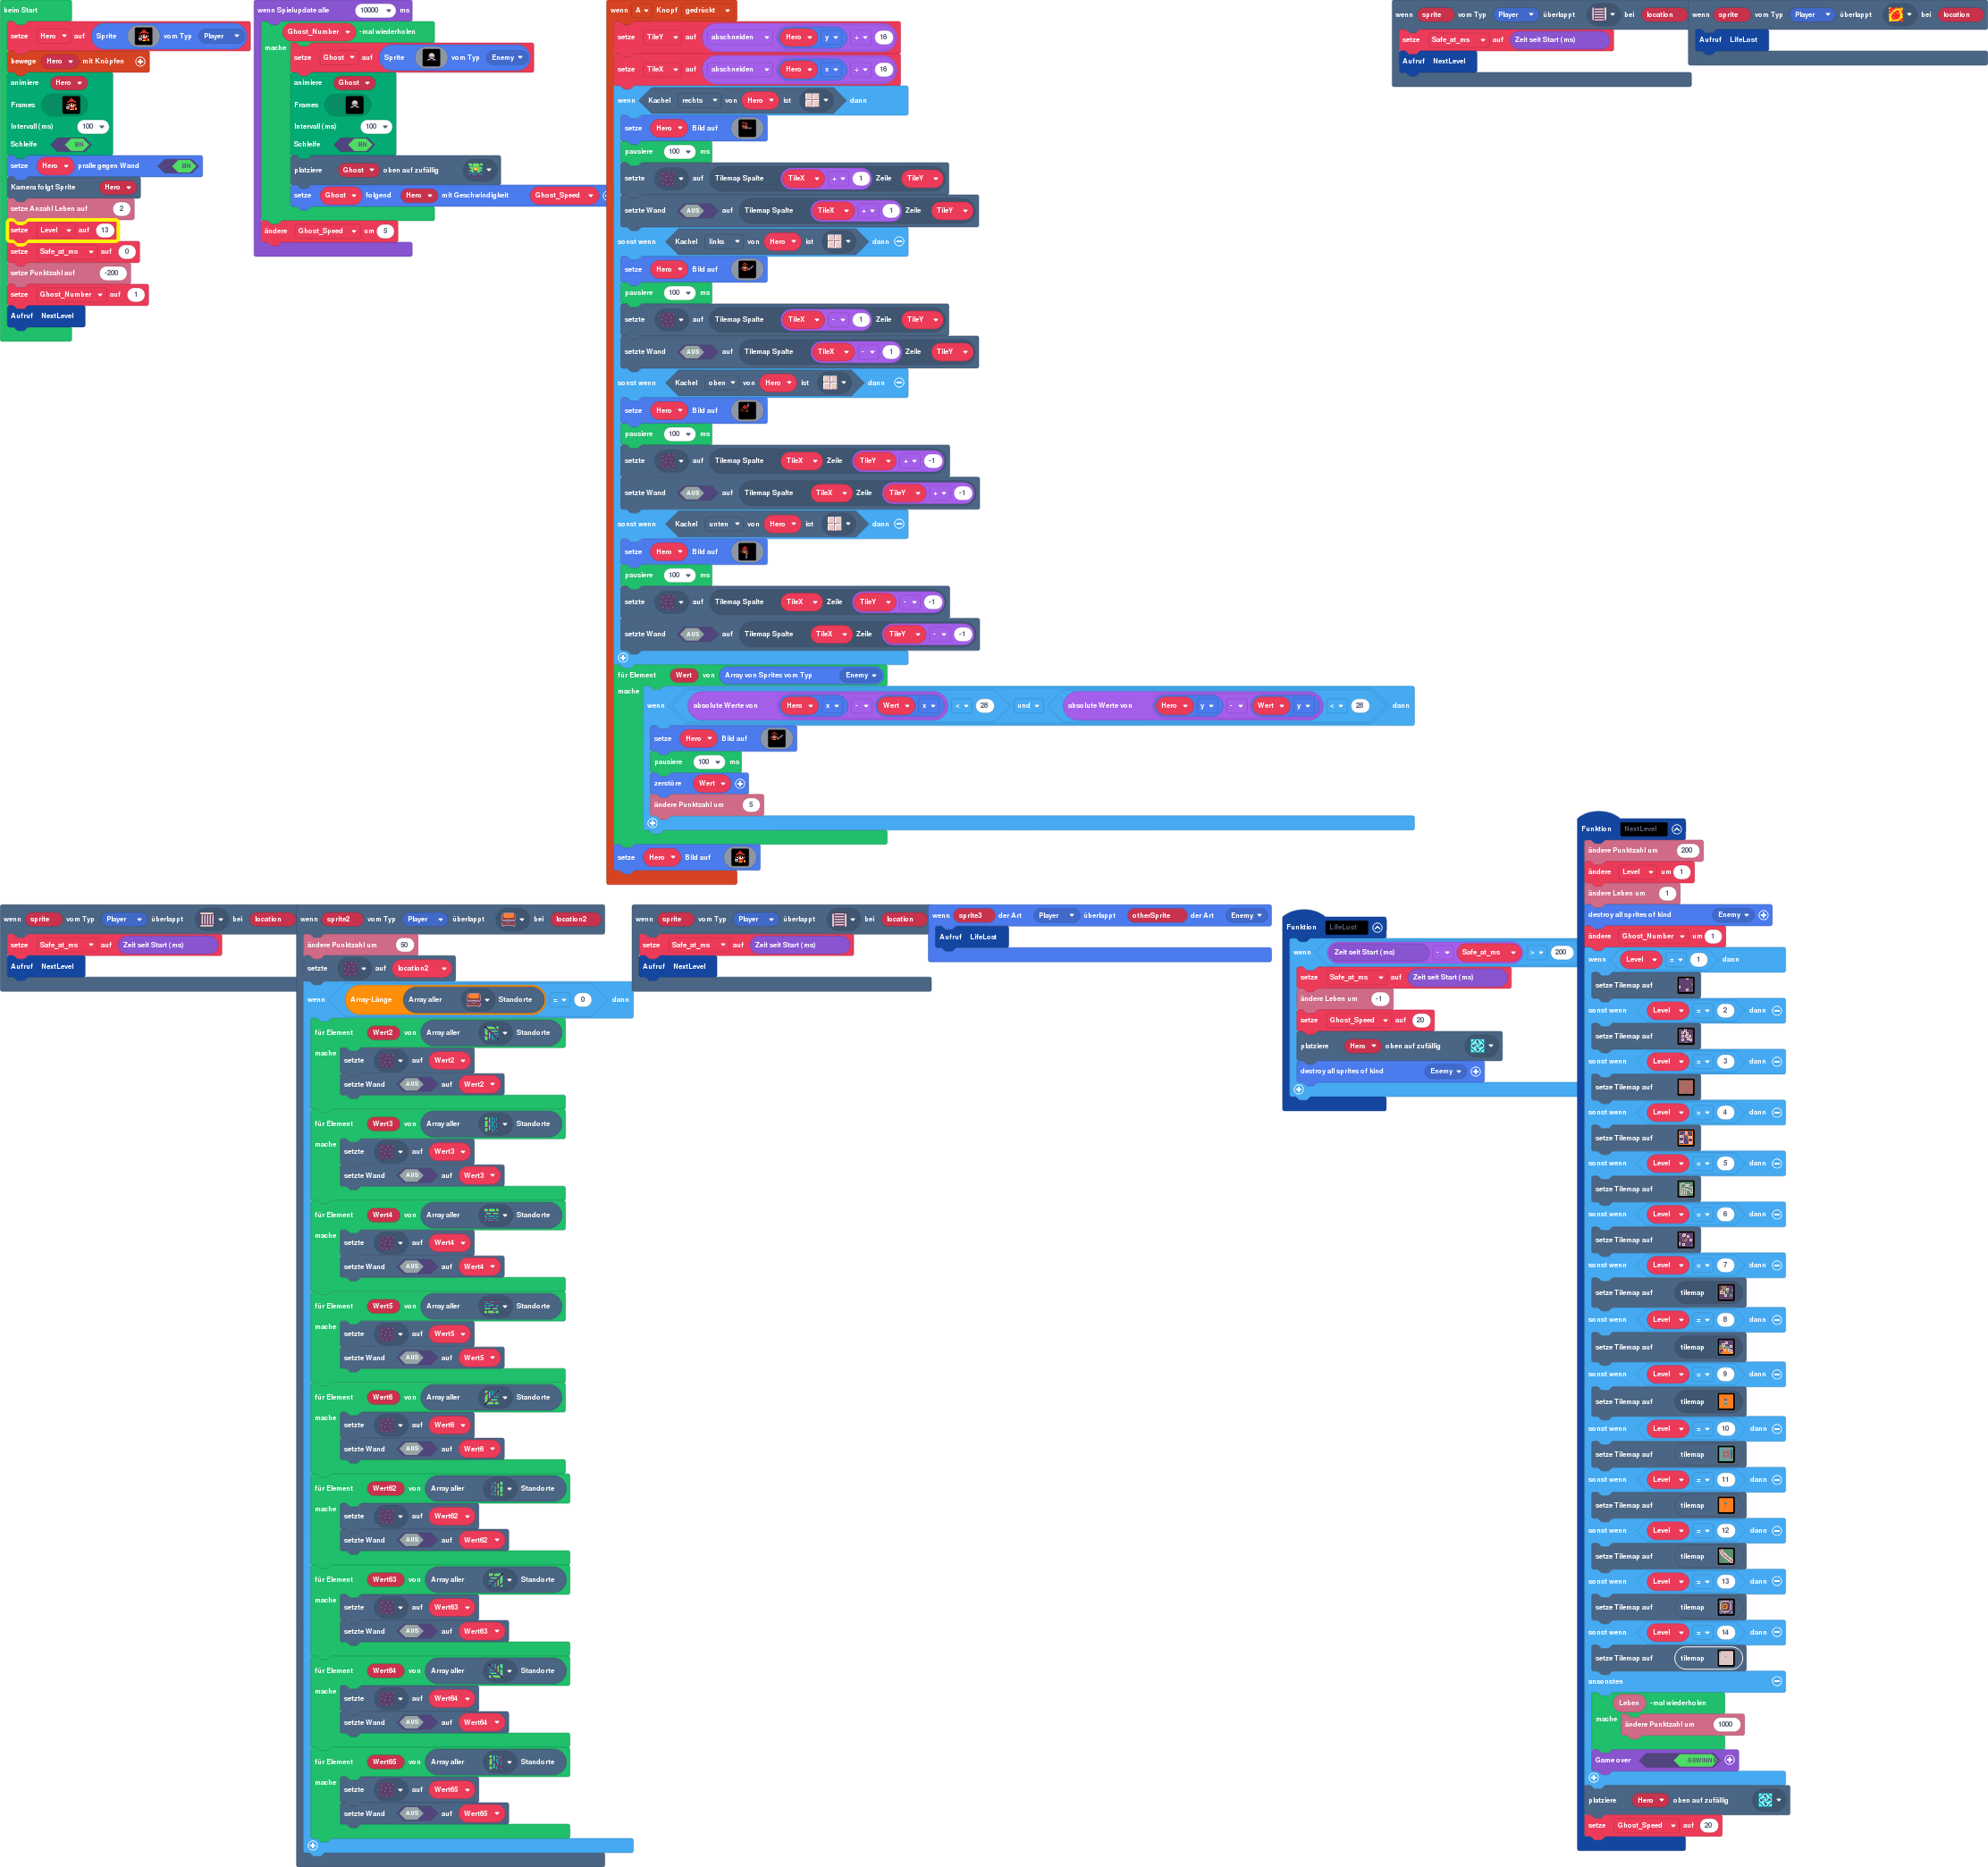 beim Start
setze Hero auf Sprite vom Typ Player
bewege Hero mit Knöpfen
animiere Hero
Frames
Intervall (ms) 100
Schleife BN
setze Hero pralle gegen Wand BN
Kamera folgt Sprite Hero
setze Anzahl Leben auf 2
setze Level auf 13
setze Safe_at_ms auf 0
setze Punktzahl auf -200
setze Ghost_Number auf 1
Aufruf NextLevel
wenn Spielupdate alle 10000 ms
Ghost_Number -mal wiederholen
mache
setze Ghost auf Sprite vom Typ Enemy
animiere Ghost
Frames
Intervall (ms) 100
Schleife BN
platziere Ghost oben auf zufällig
setze Ghost folgend Hero mit Geschwindigkeit Ghost_Speed
ändere Ghost_Speed um 5
wenn A Knopf gedrückt
setze TileY auf abschneiden Hero y ÷ 16
setze TileX auf abschneiden Hero x ÷ 16
wenn Kachel rechts von Hero ist dann
setze Hero Bild auf
pausiere 100 ms
setzte auf Tilemap Spalte TileX + 1 Zeile TileY
setzte Wand AUS auf Tilemap Spalte TileX + 1 Zeile TileY
sonst wenn Kachel links von Hero ist dann
setze Hero Bild auf
pausiere 100 ms
setzte auf Tilemap Spalte TileX - 1 Zeile TileY
setzte Wand AUS auf Tilemap Spalte TileX - 1 Zeile TileY
sonst wenn Kachel oben von Hero ist dann
setze Hero Bild auf
pausiere 100 ms
setzte auf Tilemap Spalte TileX Zeile TileY + -1
setzte Wand AUS auf Tilemap Spalte TileX Zeile TileY + -1
sonst wenn Kachel unten von Hero ist dann
setze Hero Bild auf
pausiere 100 ms
setzte auf Tilemap Spalte TileX Zeile TileY - -1
setzte Wand AUS auf Tilemap Spalte TileX Zeile TileY - -1
für Element Wert von Array von Sprites vom Typ Enemy
mache
wenn absolute Werte von Hero x - Wert x < 28 und absolute Werte von Hero y - Wert y < 28 dann
setze Hero Bild auf
pausiere 100 ms
zerstöre Wert
ändere Punktzahl um 5
setze Hero Bild auf
wenn sprite vom Typ Player überlappt bei location
setze Safe_at_ms auf Zeit seit Start (ms)
Aufruf NextLevel
wenn sprite vom Typ Player überlappt bei location
Aufruf LifeLost
wenn sprite vom Typ Player überlappt bei location
setze Safe_at_ms auf Zeit seit Start (ms)
Aufruf NextLevel
wenn sprite2 vom Typ Player überlappt bei location2
ändere Punktzahl um 50
setzte auf location2
wenn Array-Länge Array aller Standorte = 0 dann
für Element Wert2 von Array aller Standorte
mache
setzte auf Wert2
setzte Wand AUS auf Wert2
für Element Wert3 von Array aller Standorte
mache
setzte auf Wert3
setzte Wand AUS auf Wert3
für Element Wert4 von Array aller Standorte
mache
setzte auf Wert4
setzte Wand AUS auf Wert4
für Element Wert5 von Array aller Standorte
mache
setzte auf Wert5
setzte Wand AUS auf Wert5
für Element Wert6 von Array aller Standorte
mache
setzte auf Wert6
setzte Wand AUS auf Wert6
für Element Wert62 von Array aller Standorte
mache
setzte auf Wert62
setzte Wand AUS auf Wert62
für Element Wert63 von Array aller Standorte
mache
setzte auf Wert63
setzte Wand AUS auf Wert63
für Element Wert64 von Array aller Standorte
mache
setzte auf Wert64
setzte Wand AUS auf Wert64
für Element Wert65 von Array aller Standorte
mache
setzte auf Wert65
setzte Wand AUS auf Wert65
wenn sprite vom Typ Player überlappt bei location
setze Safe_at_ms auf Zeit seit Start (ms)
Aufruf NextLevel
wenn sprite3 der Art Player überlappt otherSprite der Art Enemy
Aufruf LifeLost
Funktion LifeLost
wenn Zeit seit Start (ms) - Safe_at_ms > 200
setze Safe_at_ms auf Zeit seit Start (ms)
ändere Leben um -1
setze Ghost_Speed auf 20
platziere Hero oben auf zufällig
destroy all sprites of kind Enemy
Funktion NextLevel
ändere Punktzahl um 200
ändere Level um 1
ändere Leben um 1
destroy all sprites of kind Enemy
ändere Ghost_Number um 1
wenn Level = 1 dann
setze Tilemap auf
sonst wenn Level = 2 dann
setze Tilemap auf
sonst wenn Level = 3 dann
setze Tilemap auf
sonst wenn Level = 4 dann
setze Tilemap auf
sonst wenn Level = 5 dann
setze Tilemap auf
sonst wenn Level = 6 dann
setze Tilemap auf
sonst wenn Level = 7 dann
setze Tilemap auf tilemap
sonst wenn Level = 8 dann
setze Tilemap auf tilemap
sonst wenn Level = 9 dann
setze Tilemap auf tilemap
sonst wenn Level = 10 dann
setze Tilemap auf tilemap
sonst wenn Level = 11 dann
setze Tilemap auf tilemap
sonst wenn Level = 12 dann
setze Tilemap auf tilemap
sonst wenn Level = 13 dann
setze Tilemap auf tilemap
sonst wenn Level = 14 dann
setze Tilemap auf tilemap
ansonsten
Leben -mal wiederholen
mache
ändere Punktzahl um 1000
Game over GEWINN
platziere Hero oben auf zufällig
setze Ghost_Speed auf 20